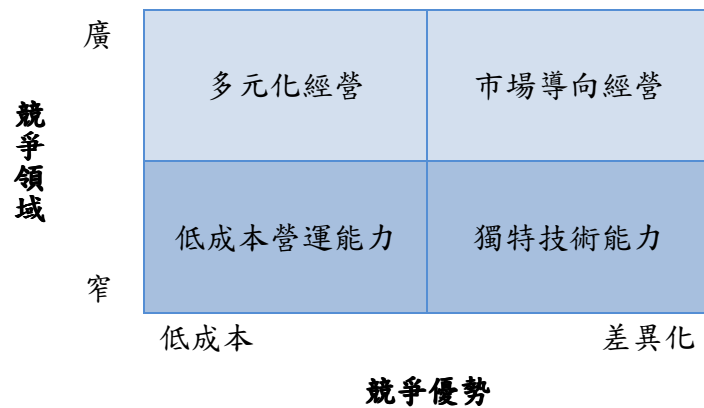 廣
多元化經營
市場導向經營
競爭領域
低成本營運能力
獨特技術能力
窄
低成本
差異化
競爭優勢